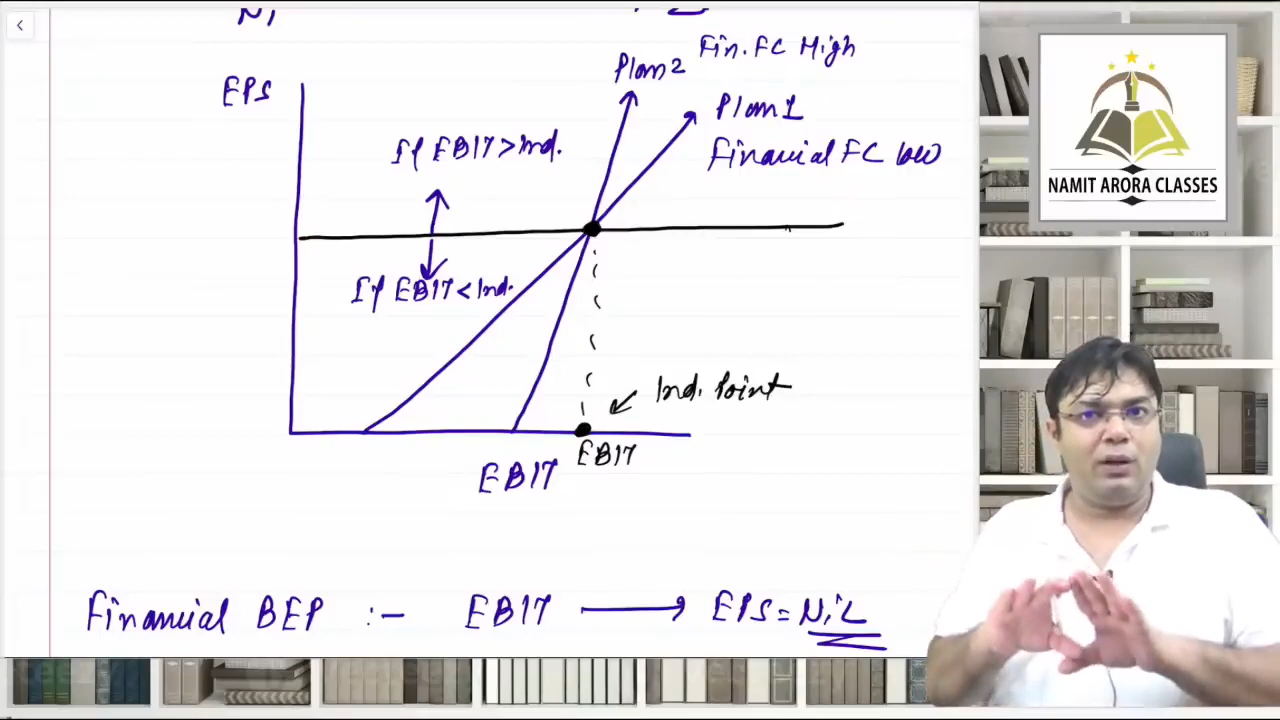 EPS
Plan 2 Fin. FC High
Plan 1
Financial FC low
If EBIT > Ind.
If EBIT < Ind.
Ind. Point
EBIT
EBIT
Financial BEP :- EBIT → EPS = NiL
NAMIT ARORA CLASSES